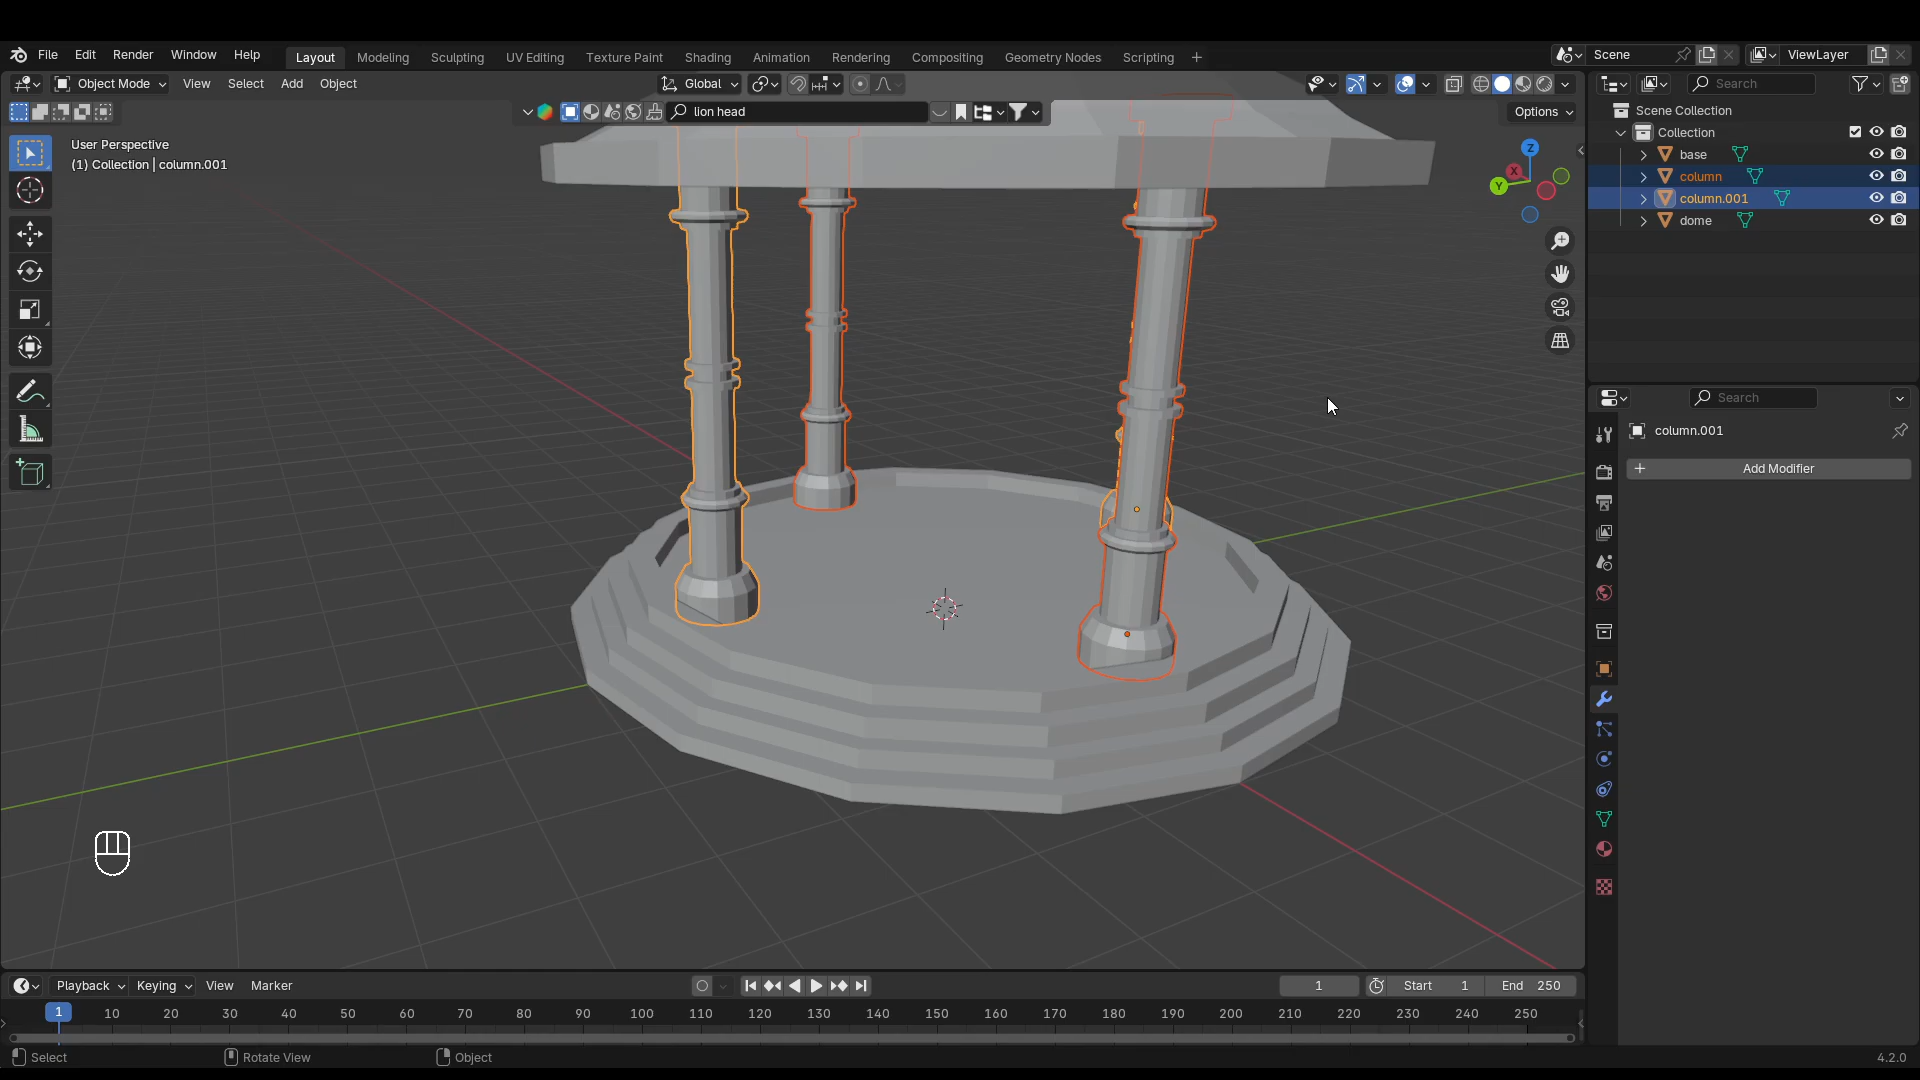 File Edit Render Window Help Layout Modeling Sculpting UV Editing Texture Paint Shading Animation Rendering Compositing Geometry Nodes Scripting + Scene ViewLayer
Object Mode View Select Add Object Global Search
lion head Options
User Perspective
(1) Collection | column.001
Z
X
Y
Scene Collection
Collection
base
column
column.001
dome
Search
column.001
+ Add Modifier
Playback Keying View Marker 1 Start 1 End 250
1 10 20 30 40 50 60 70 80 90 100 110 120 130 140 150 160 170 180 190 200 210 220 230 240 250
Select Rotate View Object 4.2.0